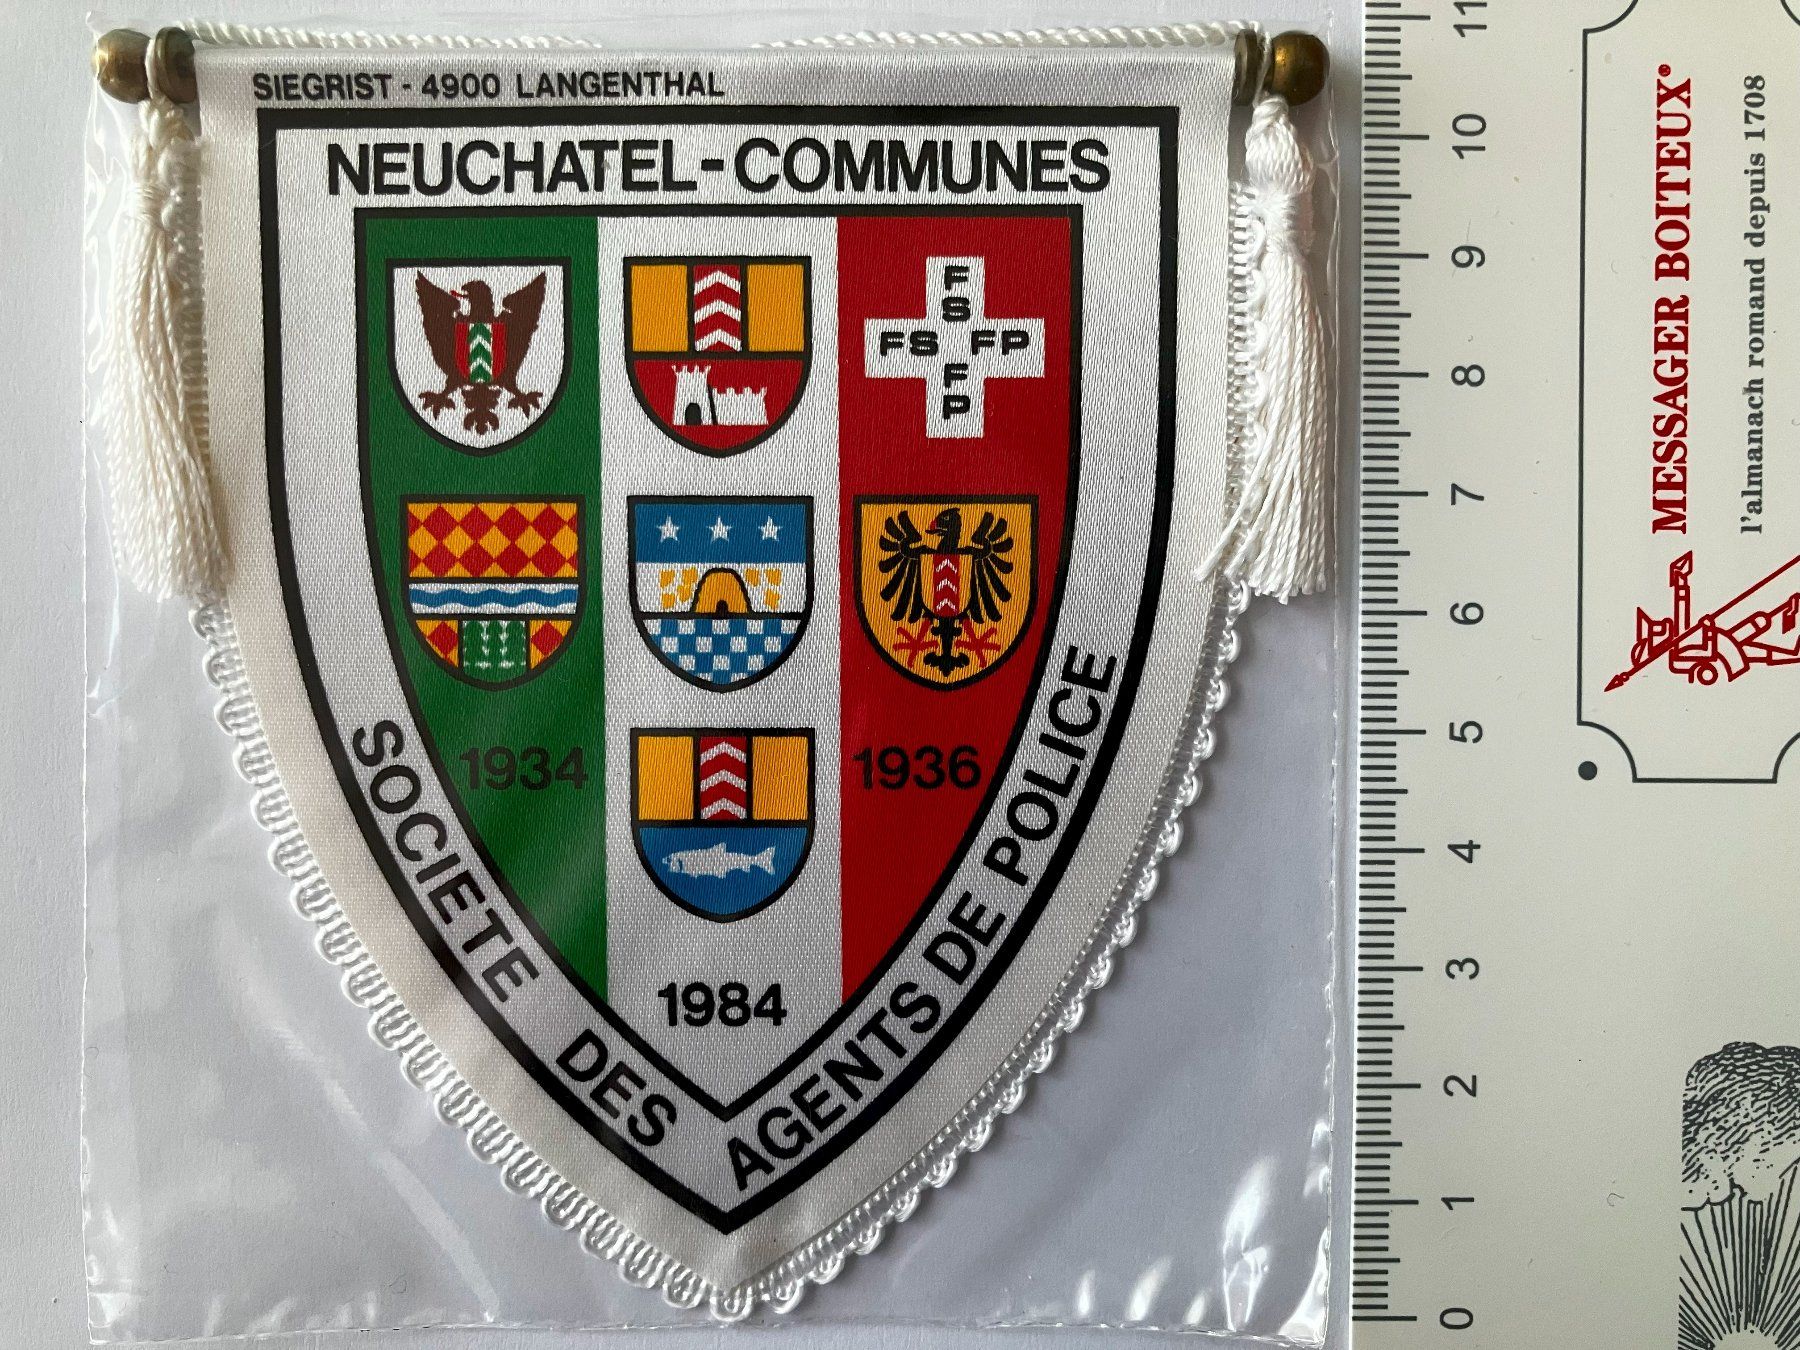 SIEGRIST - 4900 LANGENTHAL
NEUCHATEL-COMMUNES
F
S
FS FP
F
P
1934
1936
1984
SOCIETE DES AGENTS DE POLICE
11
10
9
8
7
6
5
4
3
2
1
0
MESSAGER BOITEUX®
l'almanach romand depuis 1708